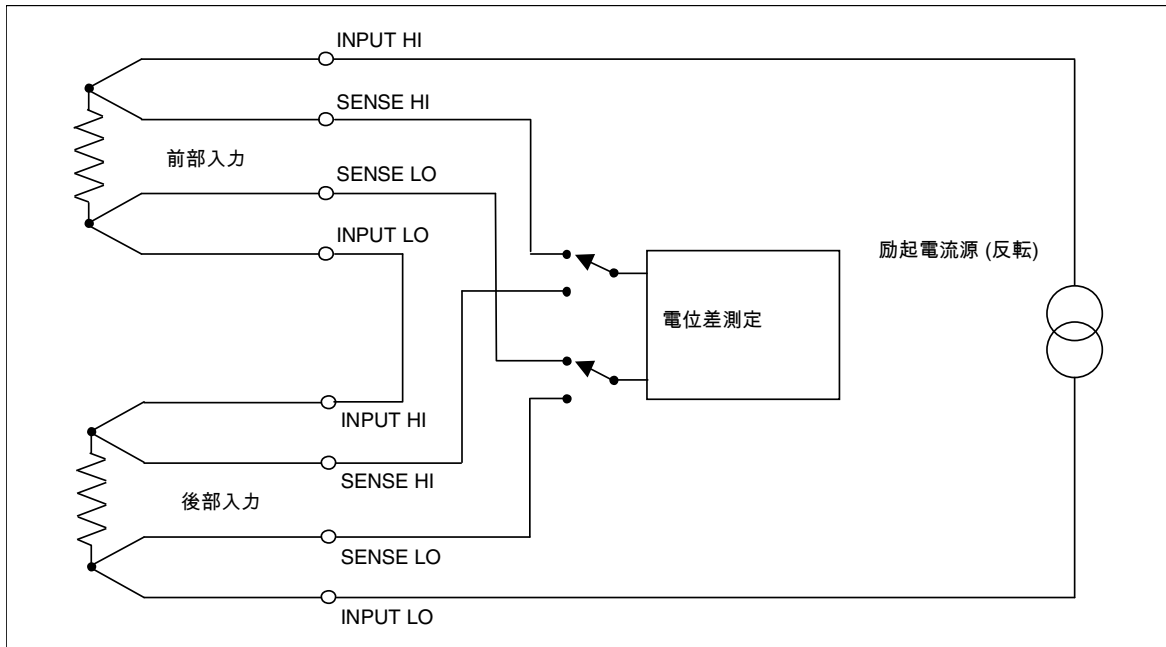 INPUT HI
SENSE HI
前部入力
SENSE LO
INPUT LO
励起電流源 (反転)
電位差測定
INPUT HI
SENSE HI
後部入力
SENSE LO
INPUT LO